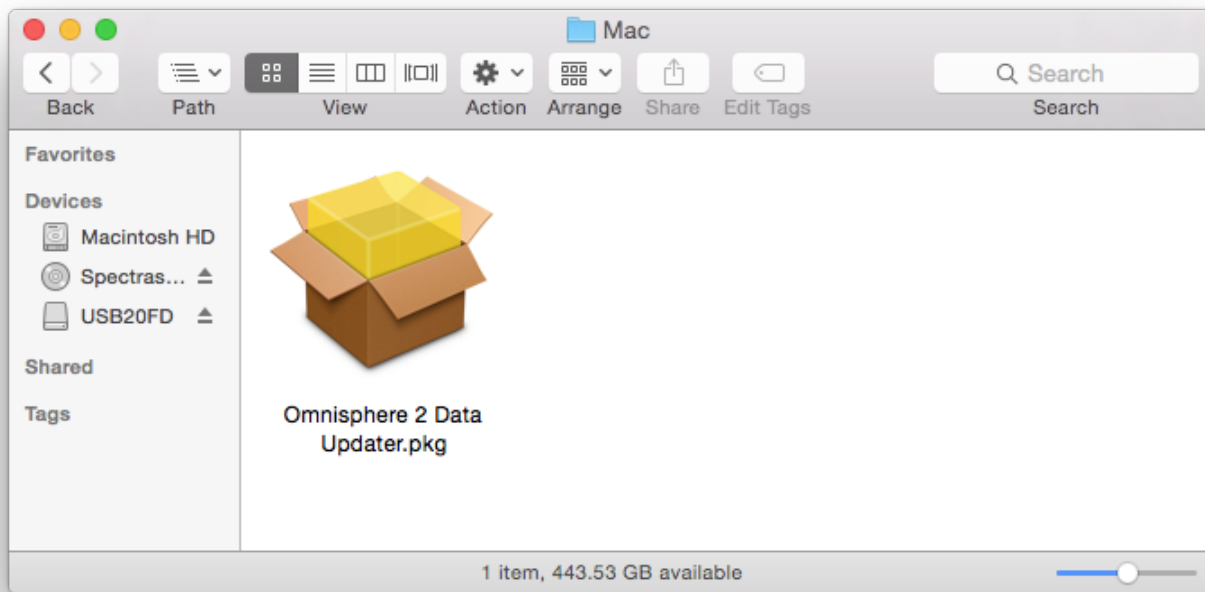 Mac
Back Path View Action Arrange Share Edit Tags Search
Search
Favorites
Devices
Macintosh HD
Spectras...
USB20FD
Shared
Tags
Omnisphere 2 Data
Updater.pkg
1 item, 443.53 GB available